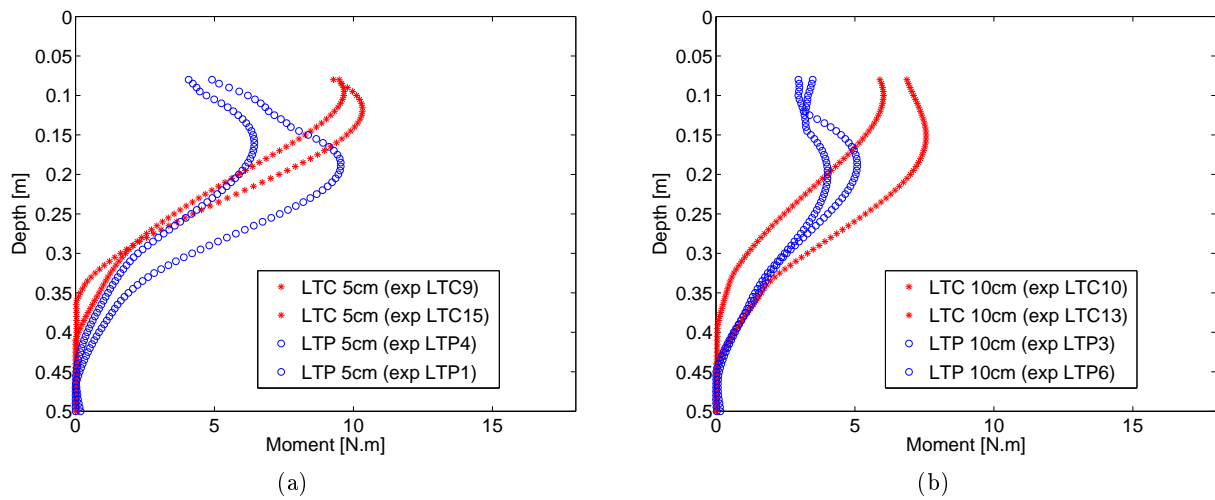 0
0.05
0.1
0.15
0.2
0.25
0.3
0.35
0.4
0.45
0.5
Depth [m]
0 5 10 15
Moment [N.m]
LTC 5cm (exp LTC9)
LTC 5cm (exp LTC15)
LTP 5cm (exp LTP4)
LTP 5cm (exp LTP1)
(a)
0
0.05
0.1
0.15
0.2
0.25
0.3
0.35
0.4
0.45
0.5
Depth [m]
0 5 10 15
Moment [N.m]
LTC 10cm (exp LTC10)
LTC 10cm (exp LTC13)
LTP 10cm (exp LTP3)
LTP 10cm (exp LTP6)
(b)